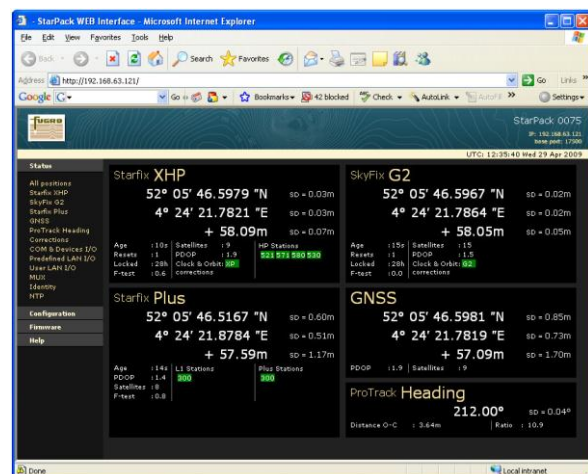 - StarPack WEB Interface - Microsoft Internet Explorer
File Edit View Favorites Tools Help
Back Search Favorites
Address http://192.168.63.121/ Go Links
Google G Go Bookmarks 42 blocked Check AutoLink AutoFill Settings
fugro
StarPack 0075
IP: 192.168.63.121
base port: 17500
UTC: 12:35:40 Wed 29 Apr 2009
Status
All positions
Starfix XHP
SkyFix G2
Starfix Plus
GNSS
ProTrack Heading
Corrections
COM & Devices I/O
Predefined LAN I/O
User LAN I/O
MUX
Identity
NTP
Configuration
Firmware
Help
Starfix XHP
52° 05' 46.5979 "N SD = 0.03m
4° 24' 21.7821 "E SD = 0.03m
+ 58.09m SD = 0.07m
Age :10s Satellites : 9 HP Stations
Resets :1 PDOP : 1.9 521 571 580 530
Locked :28h Clock & Orbit: XP
F-test :0.6 corrections
SkyFix G2
52° 05' 46.5967 "N SD = 0.02m
4° 24' 21.7864 "E SD = 0.02m
+ 58.05m SD = 0.05m
Age :15s Satellites :15
Resets :1 PDOP : 1.5
Locked :28h Clock & Orbit: G2
F-test :0.0 corrections
Starfix Plus
52° 05' 46.5167 "N SD = 0.60m
4° 24' 21.8784 "E SD = 0.51m
+ 57.59m SD = 1.17m
Age :14s L1 Stations Plus Stations
PDOP :1.4 300 300
Satellites :8
F-test :0.8
GNSS
52° 05' 46.5981 "N SD = 0.85m
4° 24' 21.7819 "E SD = 0.73m
+ 57.09m SD = 1.70m
PDOP :1.9 Satellites : 9
ProTrack Heading
212.00° SD = 0.04°
Distance O-C : 3.64m Ratio : 10.9
Done Local intranet